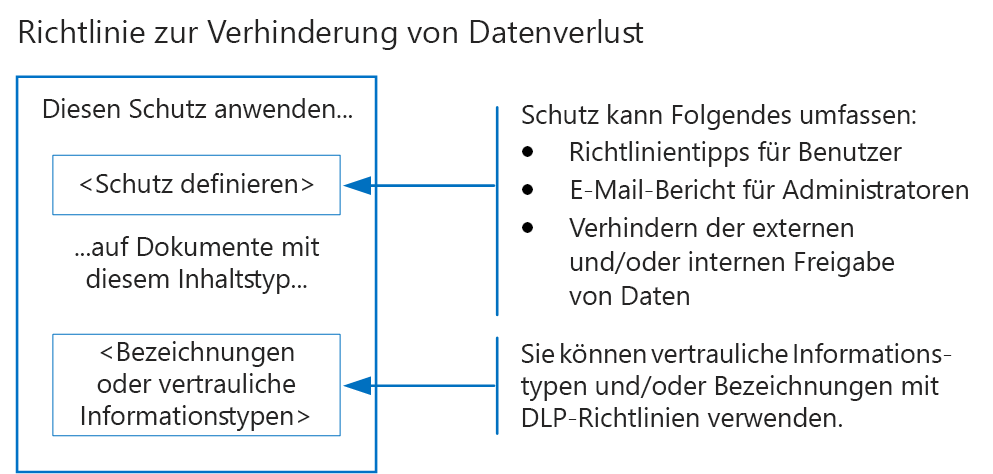 Richtlinie zur Verhinderung von Datenverlust
Diesen Schutz anwenden...
<Schutz definieren>
...auf Dokumente mit
diesem Inhaltstyp...
<Bezeichnungen
oder vertrauliche
Informationstypen>
Schutz kann Folgendes umfassen:
• Richtlinientipps für Benutzer
• E-Mail-Bericht für Administratoren
• Verhindern der externen
und/oder internen Freigabe
von Daten
Sie können vertrauliche Informations-
typen und/oder Bezeichnungen mit
DLP-Richtlinien verwenden.